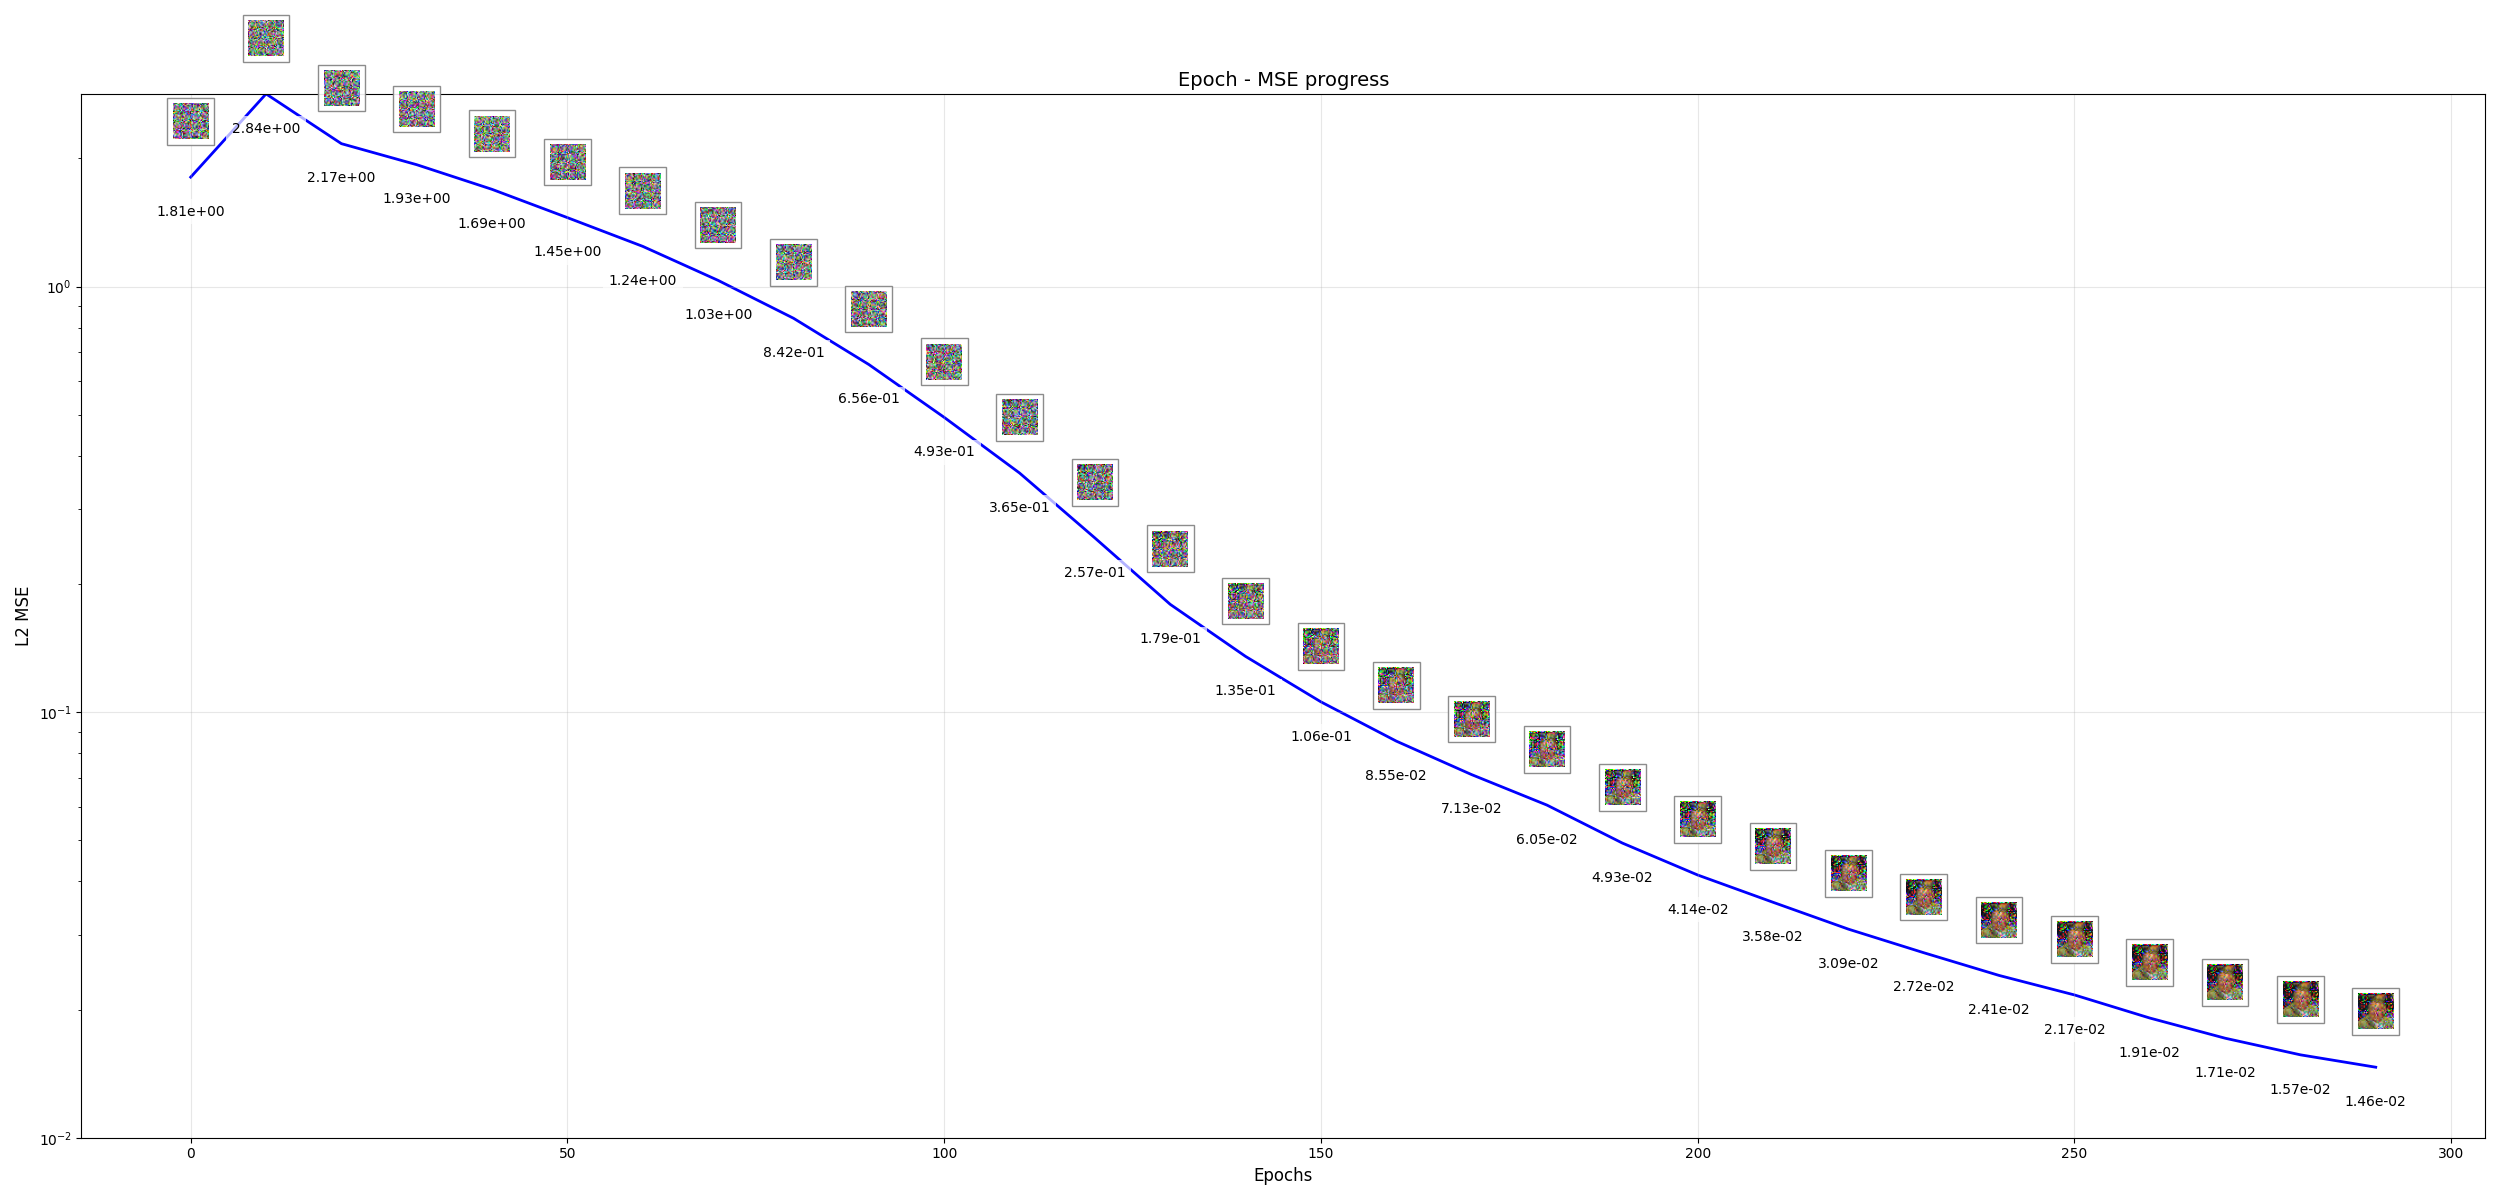 Epoch - MSE progress
2.84e+00
2.17e+00
1.93e+00
1.81e+00
1.69e+00
1.45e+00
1.24e+00
10⁰
1.03e+00
8.42e-01
6.56e-01
4.93e-01
3.65e-01
2.57e-01
L2 MSE
1.79e-01
1.35e-01
10⁻¹
1.06e-01
8.55e-02
7.13e-02
6.05e-02
4.93e-02
4.14e-02
3.58e-02
3.09e-02
2.72e-02
2.41e-02
2.17e-02
1.91e-02
1.71e-02
1.57e-02
1.46e-02
10⁻²
0 50 100 150 200 250 300
Epochs